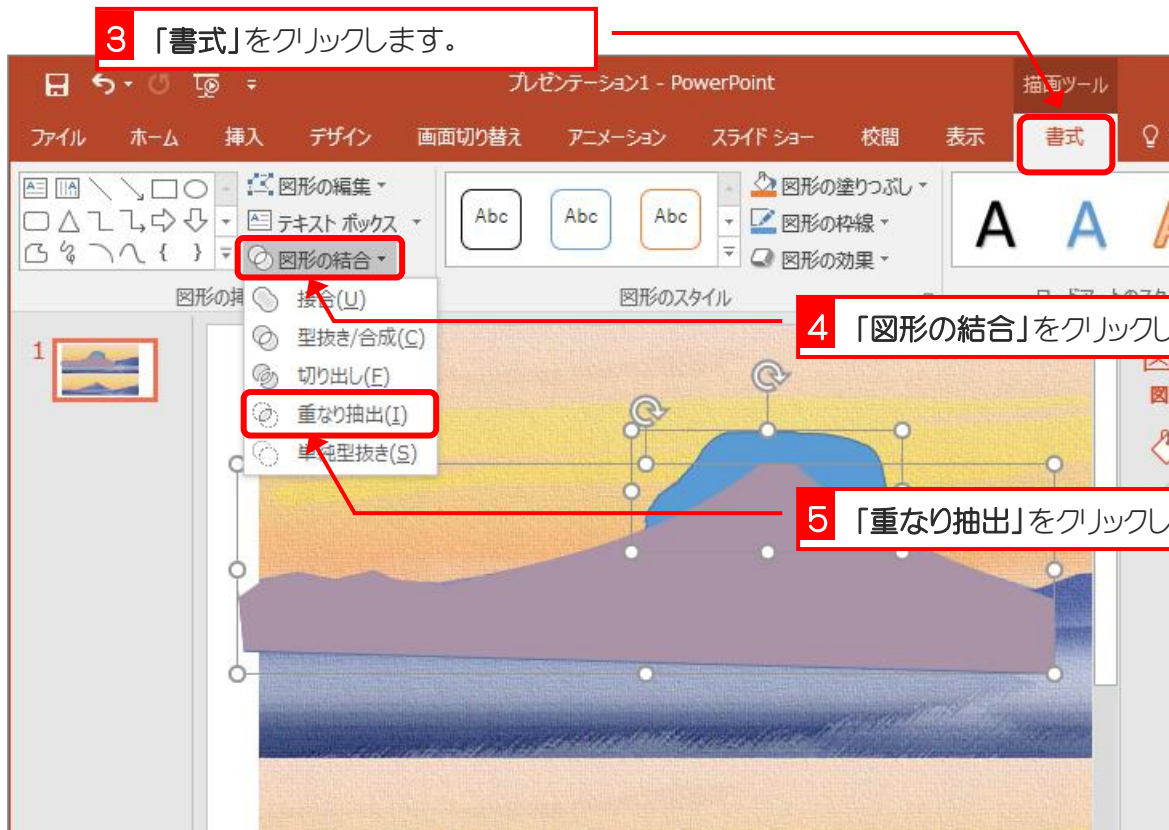 3 「書式」をクリックします。
プレゼンテーション1 - PowerPoint
描画ツール
ファイル ホーム 挿入 デザイン 画面切り替え アニメーション スライド ショー 校閲 表示 書式
図形の編集
テキスト ボックス
図形の結合
Abc Abc Abc
図形の塗りつぶし
図形の枠線
図形の効果
A A A
図形の挿
図形のスタイル
接合(U)
型抜き/合成(C)
切り出し(F)
重なり抽出(I)
単純型抜き(S)
1
4 「図形の結合」をクリックし
図
5 「重なり抽出」をクリックし